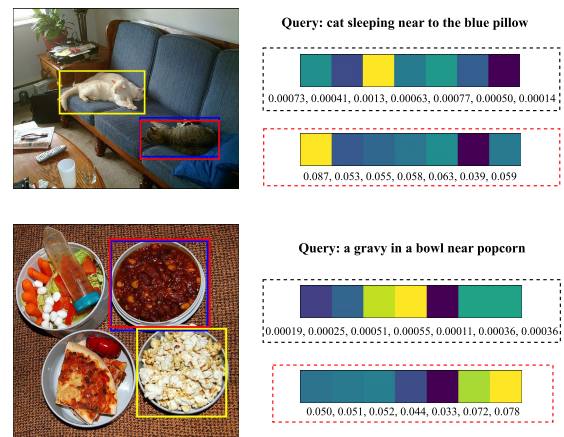 Query: cat sleeping near to the blue pillow
0.00073, 0.00041, 0.0013, 0.00063, 0.00077, 0.00050, 0.00014
0.087, 0.053, 0.055, 0.058, 0.063, 0.039, 0.059
Query: a gravy in a bowl near popcorn
0.00019, 0.00025, 0.00051, 0.00055, 0.00011, 0.00036, 0.00036
0.050, 0.051, 0.052, 0.044, 0.033, 0.072, 0.078